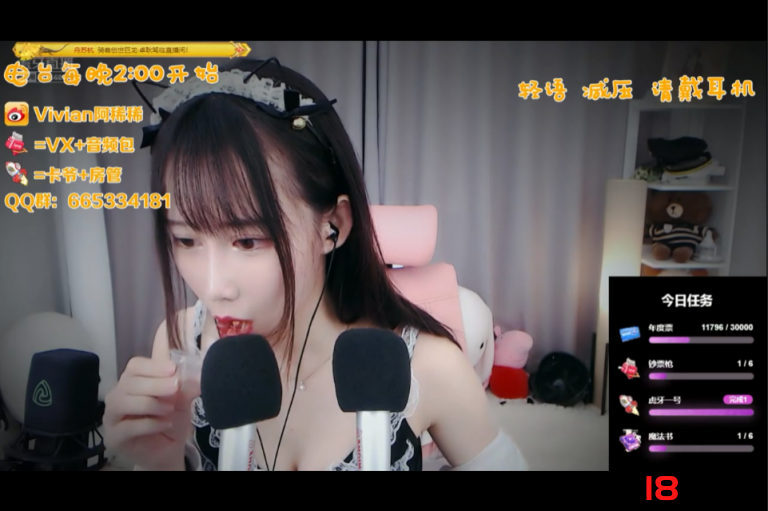 电台每晚2:00开始
轻语 减压 请戴耳机
Vivian阿稀稀
=VX+音频包
=卡爷+房管
QQ群: 665334181
今日任务
年度票 11796 / 30000
钞票枪 1 / 6
虎牙一号 完成1
魔法书 1 / 6
18